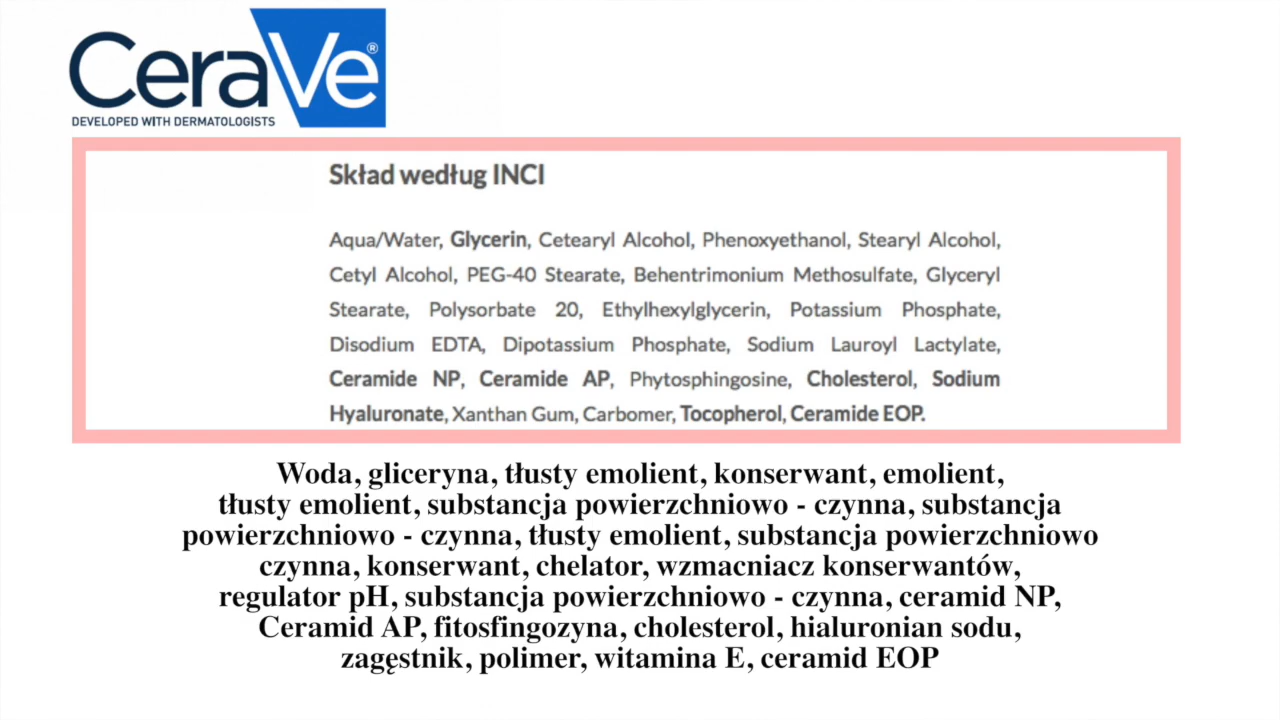 CeraVe®
DEVELOPED WITH DERMATOLOGISTS
Skład według INCI
Aqua/Water, Glycerin, Cetearyl Alcohol, Phenoxyethanol, Stearyl Alcohol,
Cetyl Alcohol, PEG-40 Stearate, Behentrimonium Methosulfate, Glyceryl
Stearate, Polysorbate 20, Ethylhexylglycerin, Potassium Phosphate,
Disodium EDTA, Dipotassium Phosphate, Sodium Lauroyl Lactylate,
Ceramide NP, Ceramide AP, Phytosphingosine, Cholesterol, Sodium
Hyaluronate, Xanthan Gum, Carbomer, Tocopherol, Ceramide EOP.
Woda, gliceryna, tłusty emolient, konserwant, emolient,
tłusty emolient, substancja powierzchniowo - czynna, substancja
powierzchniowo - czynna, tłusty emolient, substancja powierzchniowo
czynna, konserwant, chelator, wzmacniacz konserwantów,
regulator pH, substancja powierzchniowo - czynna, ceramid NP,
Ceramid AP, fitosfingozyna, cholesterol, hialuronian sodu,
zagęstnik, polimer, witamina E, ceramid EOP